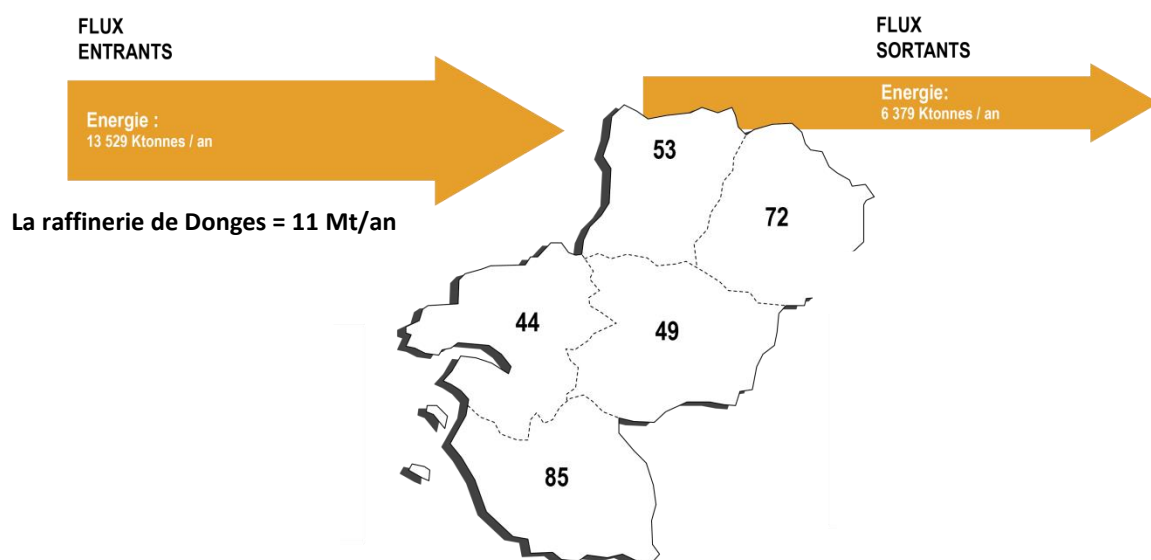 FLUX
ENTRANTS
FLUX
SORTANTS
Energie :
13 529 Ktonnes / an
Energie:
6 379 Ktonnes / an
La raffinerie de Donges = 11 Mt/an
53
72
44
49
85